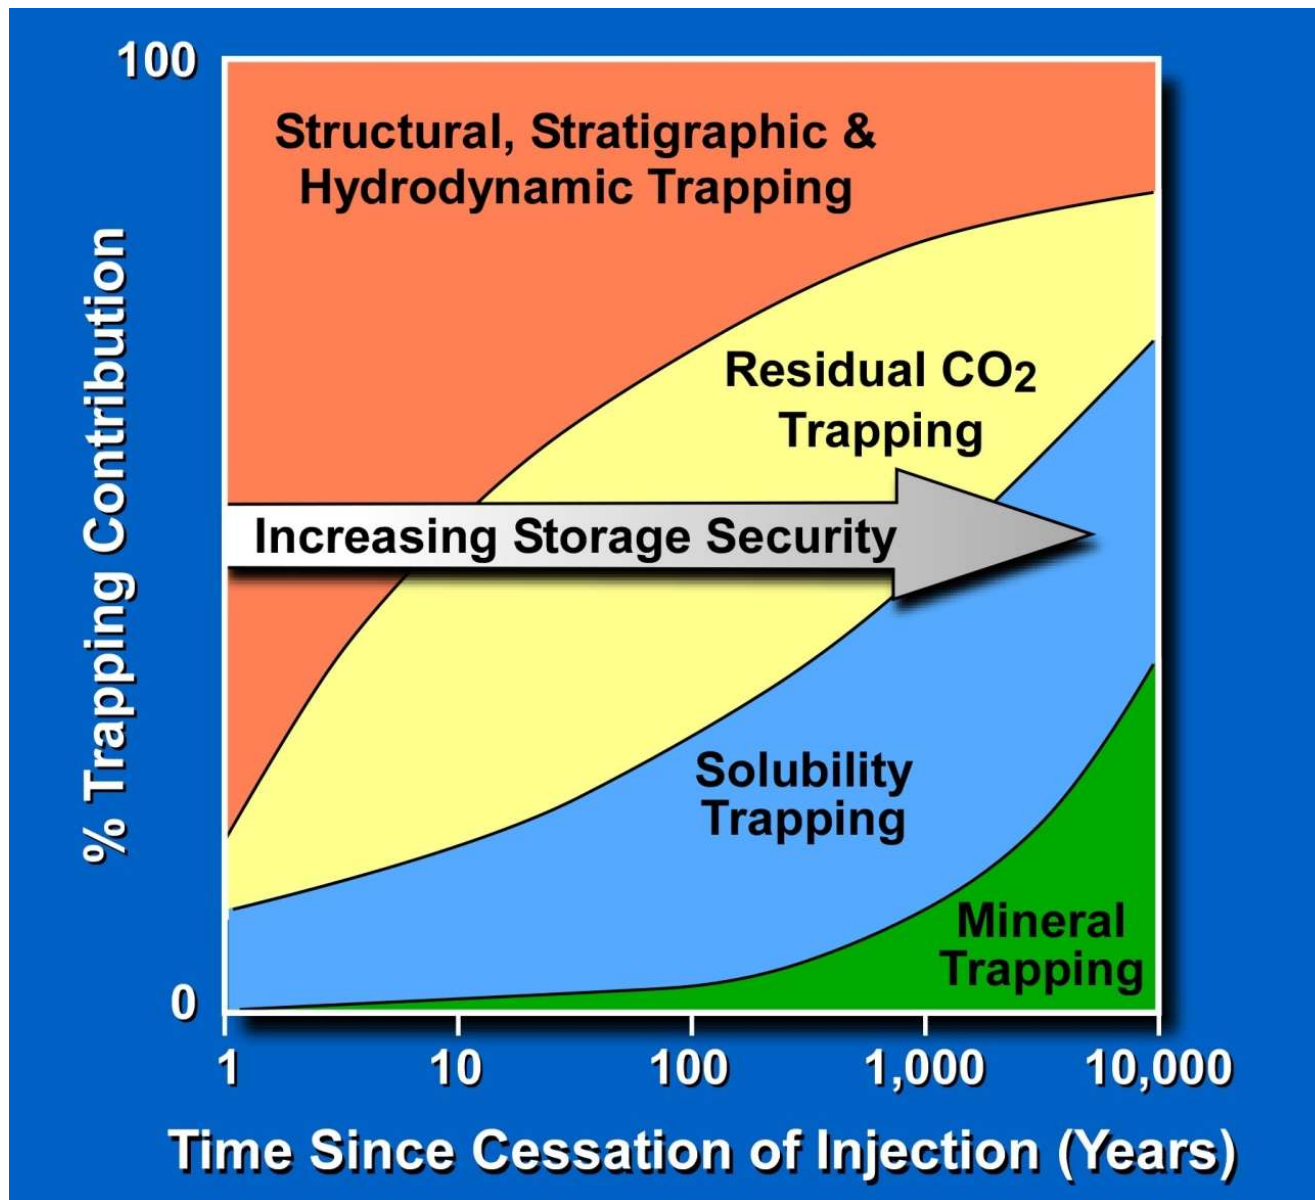 100
Structural, Stratigraphic &
Hydrodynamic Trapping
% Trapping Contribution
Residual CO₂
Trapping
Increasing Storage Security
Solubility
Trapping
Mineral
Trapping
0
1 10 100 1,000 10,000
Time Since Cessation of Injection (Years)